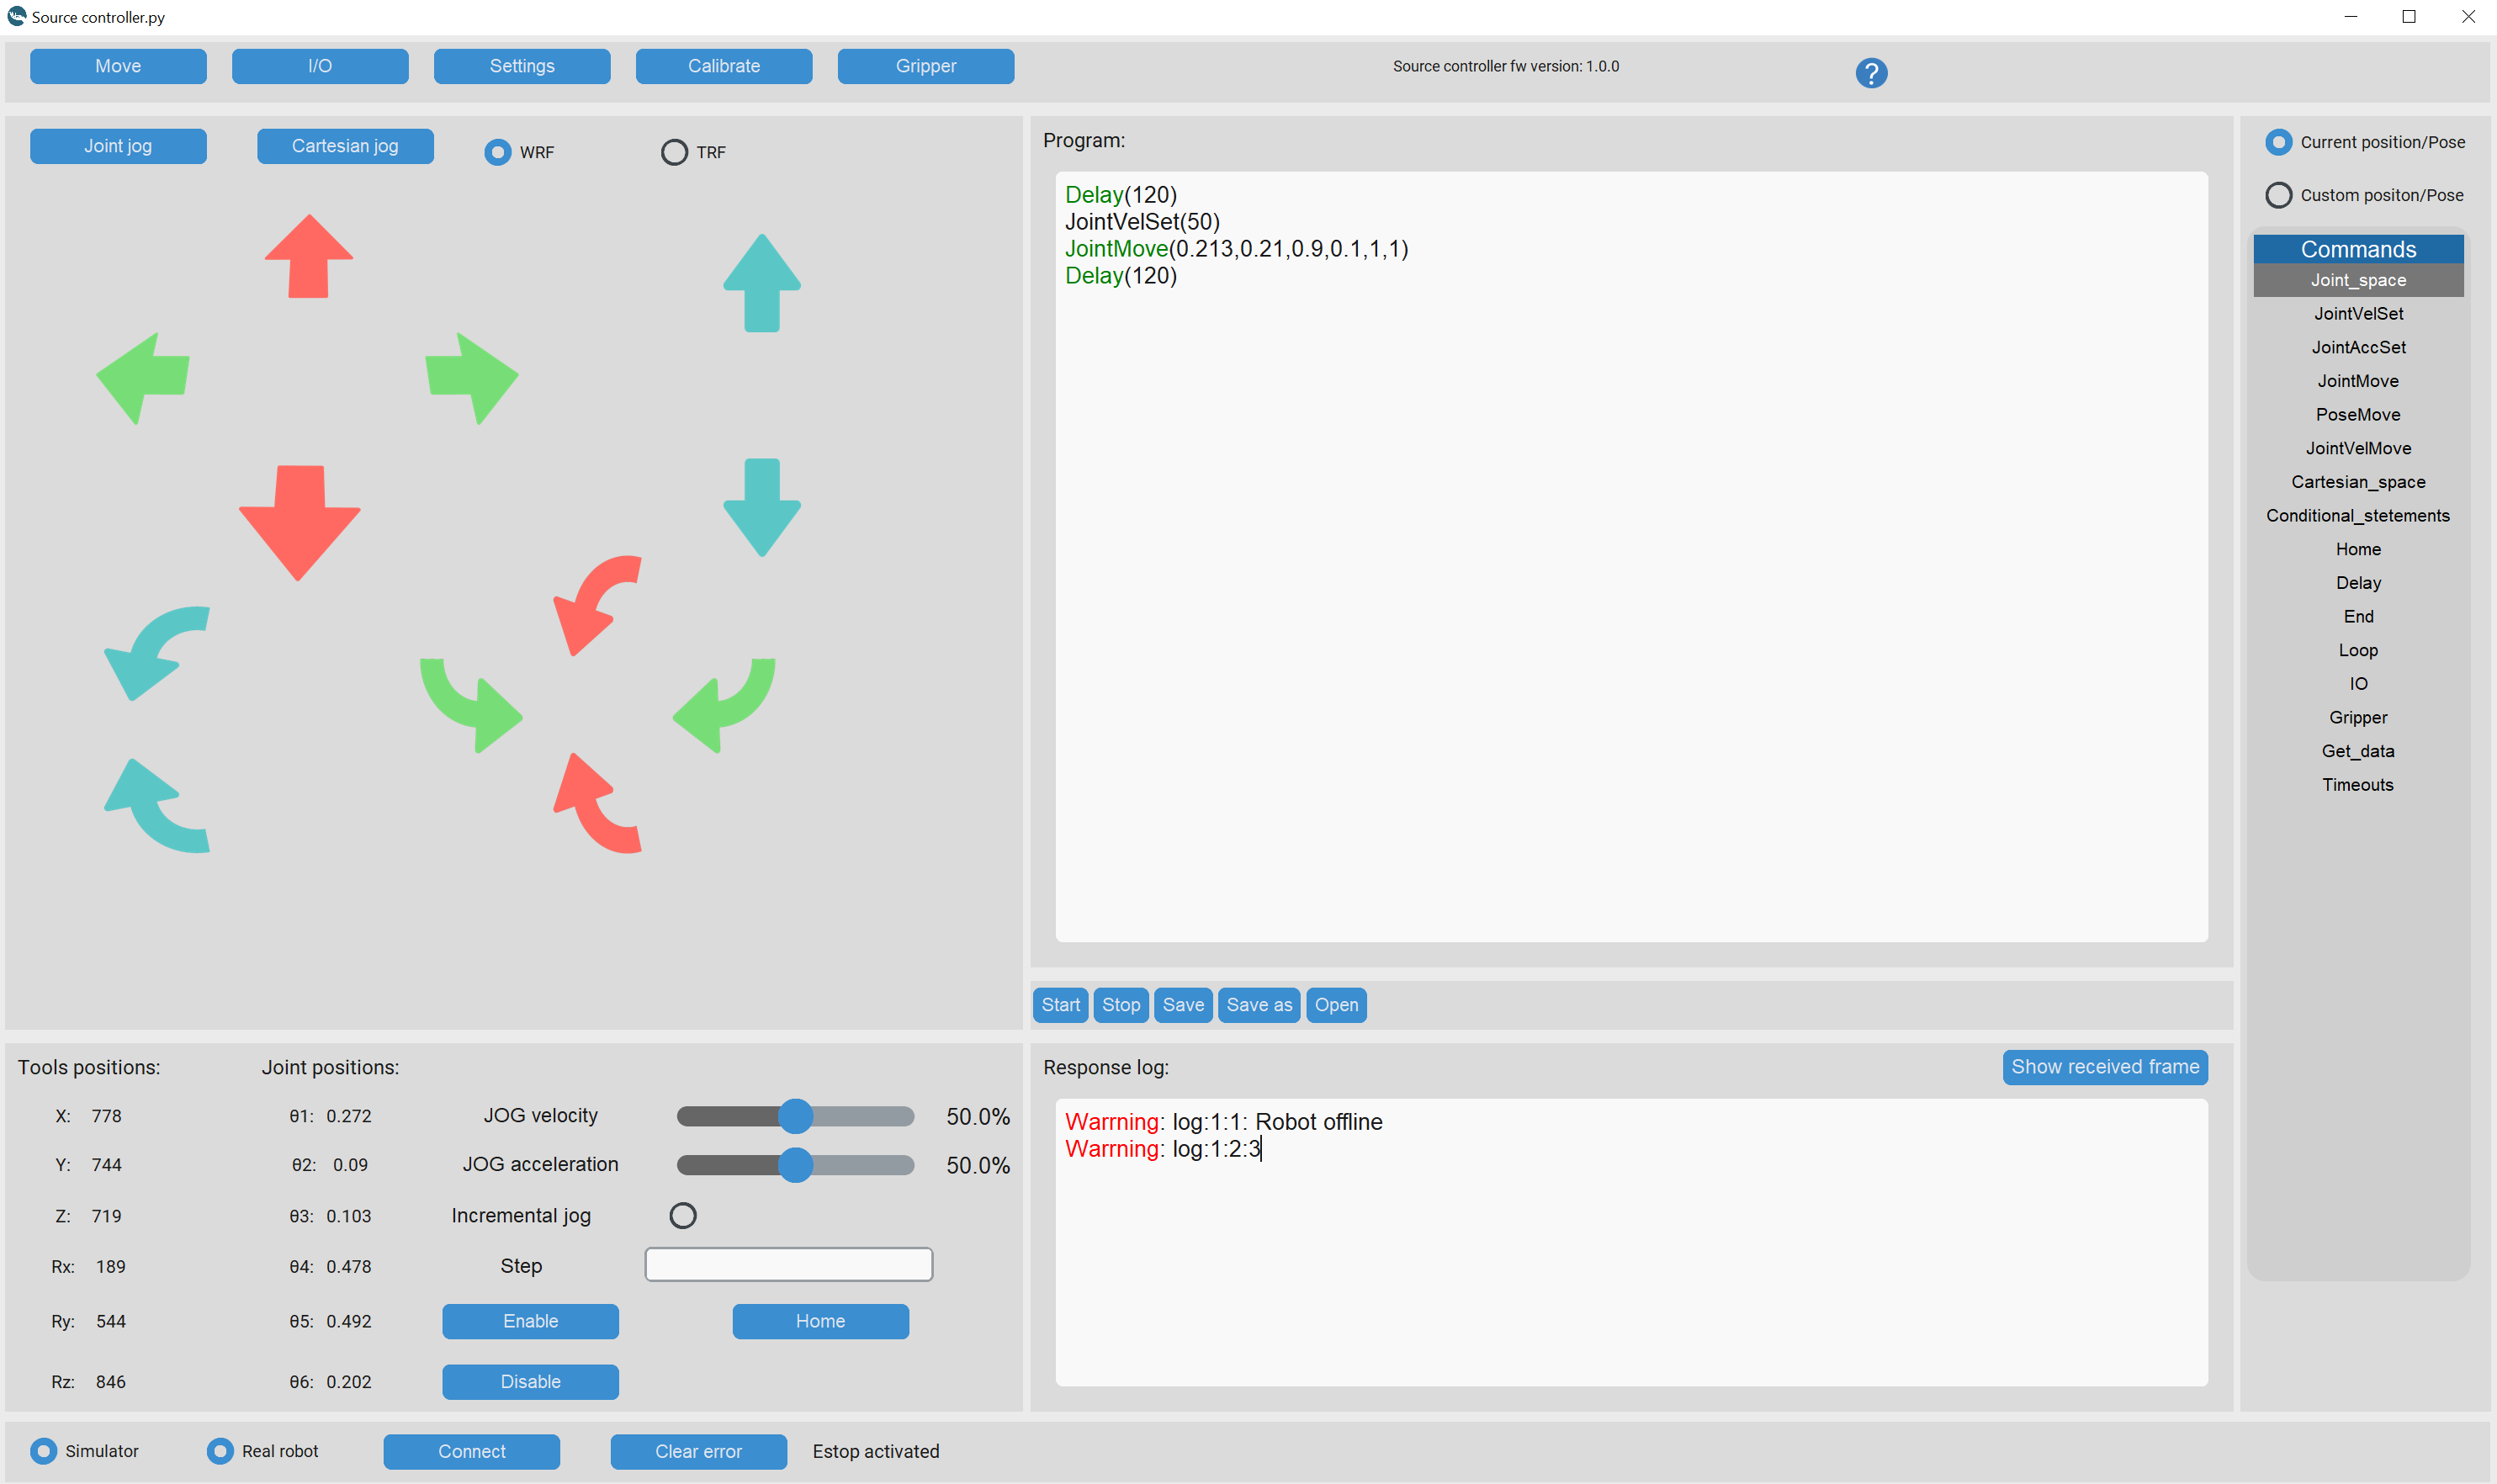 Source controller.py
Move I/O Settings Calibrate Gripper Source controller fw version: 1.0.0 ?
Joint jog Cartesian jog WRF TRF
Program:
Delay(120)
JointVelSet(50)
JointMove(0.213,0.21,0.9,0.1,1,1)
Delay(120)
Start Stop Save Save as Open
Current position/Pose
Custom positon/Pose
Commands
Joint_space
JointVelSet
JointAccSet
JointMove
PoseMove
JointVelMove
Cartesian_space
Conditional_stetements
Home
Delay
End
Loop
IO
Gripper
Get_data
Timeouts
Tools positions: Joint positions:
X: 778 θ1: 0.272 JOG velocity 50.0%
Y: 744 θ2: 0.09 JOG acceleration 50.0%
Z: 719 θ3: 0.103 Incremental jog
Rx: 189 θ4: 0.478 Step
Ry: 544 θ5: 0.492 Enable Home
Rz: 846 θ6: 0.202 Disable
Response log: Show received frame
Warrning: log:1:1: Robot offline
Warrning: log:1:2:3
Simulator Real robot Connect Clear error Estop activated